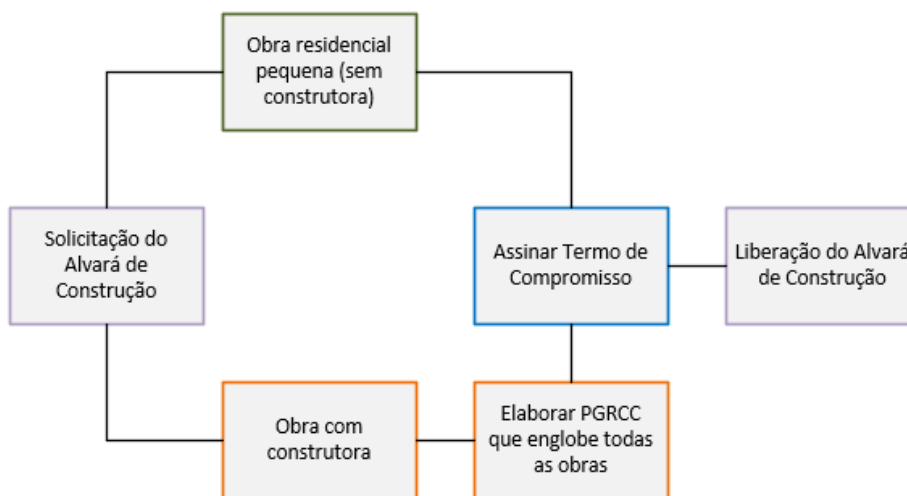 Obra residencial
pequena (sem
construtora)
Solicitação do
Alvará de
Construção
Assinar Termo de
Compromisso
Liberação do Alvará
de Construção
Obra com
construtora
Elaborar PGRCC
que englobe todas
as obras